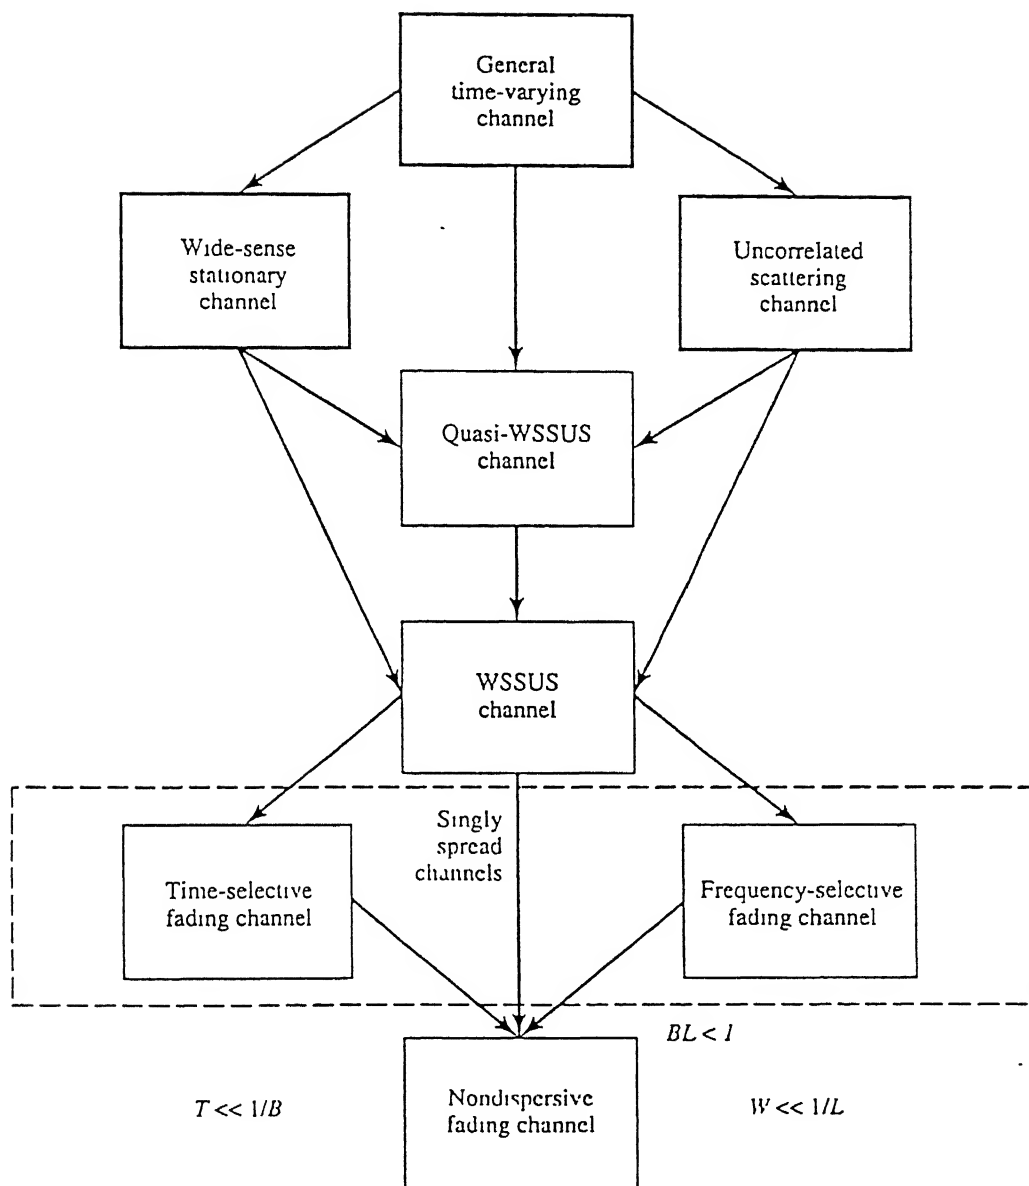 General
time-varying
channel
Wide-sense
stationary
channel
Uncorrelated
scattering
channel
Quasi-WSSUS
channel
WSSUS
channel
Singly
spread
channels
Time-selective
fading channel
Frequency-selective
fading channel
BL < 1
T << 1/B
Nondispersive
fading channel
W << 1/L